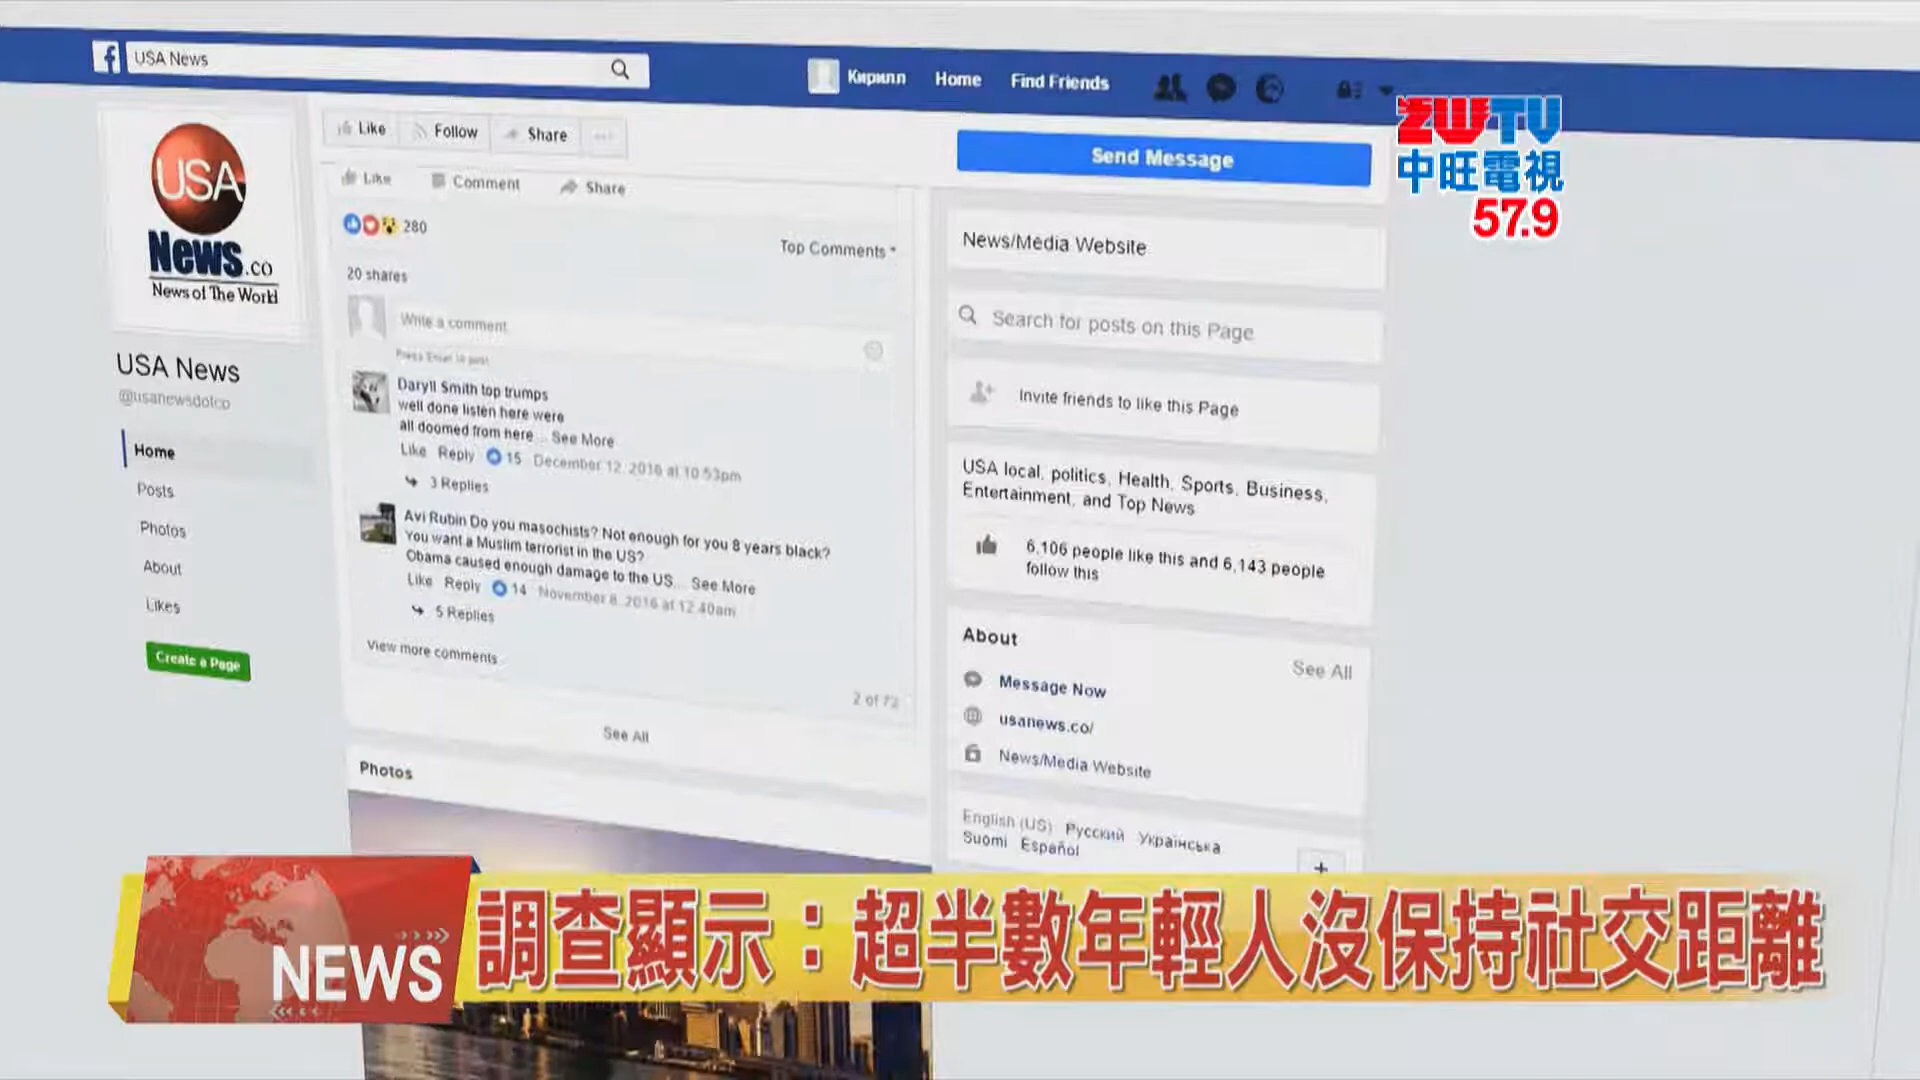 USA News
Кирилл
Home
Find Friends
ZWTV
中旺電視
57.9
USA
News.co
News of The World
USA News
@usanewsdotco
Home
Posts
Photos
About
Likes
Create a Page
Like
Follow
Share
Like
Comment
Share
280
Top Comments
20 shares
Write a comment
Press Enter to post
Daryll Smith top trumps
well done listen here were
all doomed from here... See More
Like Reply 15 December 12, 2016 at 10:53pm
3 Replies
Avi Rubin Do you masochists? Not enough for you 8 years black?
You want a Muslim terrorist in the US?
Obama caused enough damage to the US... See More
Like Reply 14 November 8, 2016 at 12:40am
5 Replies
View more comments
2 of 72
See All
Photos
Send Message
News/Media Website
Search for posts on this Page
Invite friends to like this Page
USA local, politics, Health, Sports, Business,
Entertainment, and Top News
6,106 people like this and 6,143 people
follow this
About
See All
Message Now
usanews.co/
News/Media Website
English (US) Русский Українська
Suomi Español
NEWS
調查顯示：超半數年輕人沒保持社交距離